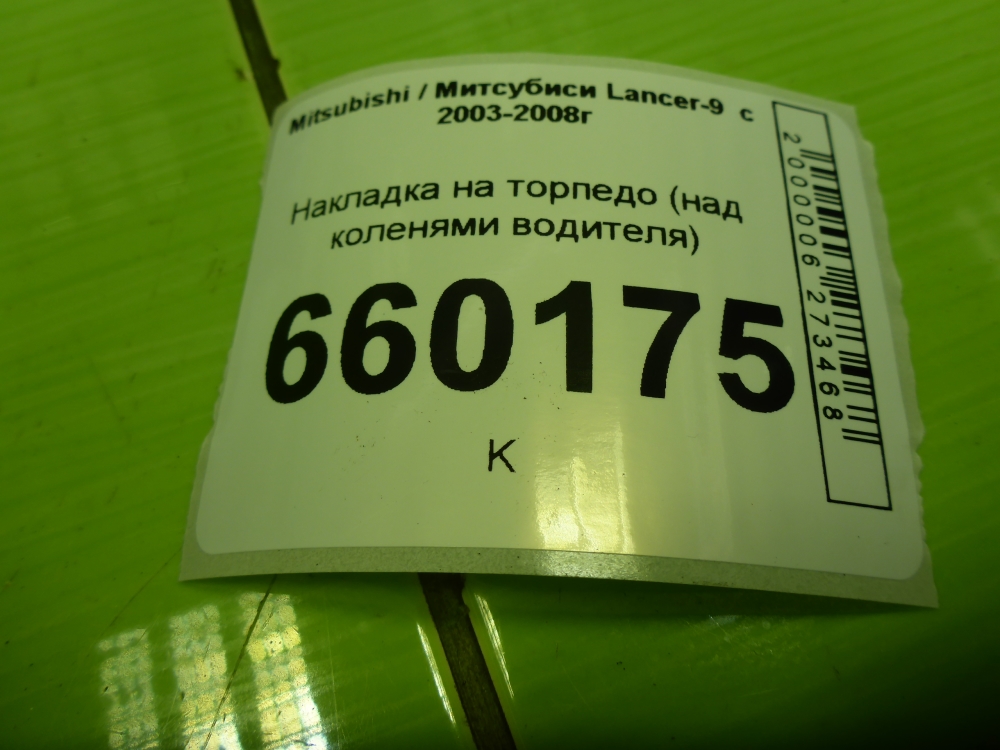 Mitsubishi / Митсубиси Lancer-9 с
2003-2008г
Накладка на торпедо (над
коленями водителя)
660175
К
2000006273468